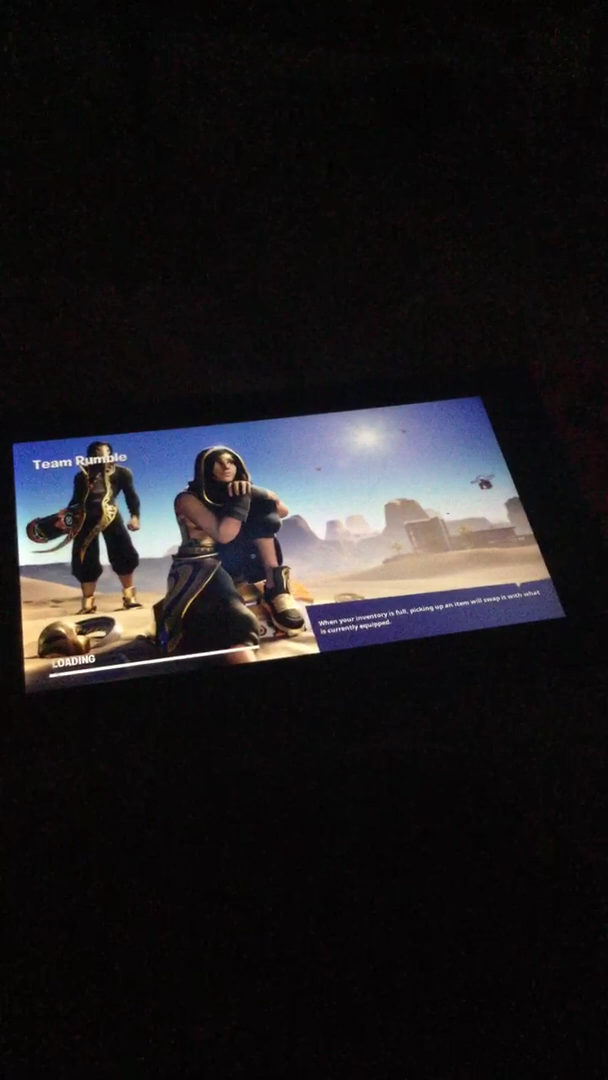 Team Rumble
When your inventory is full, picking up an item will swap it with what
is currently equipped.
LOADING